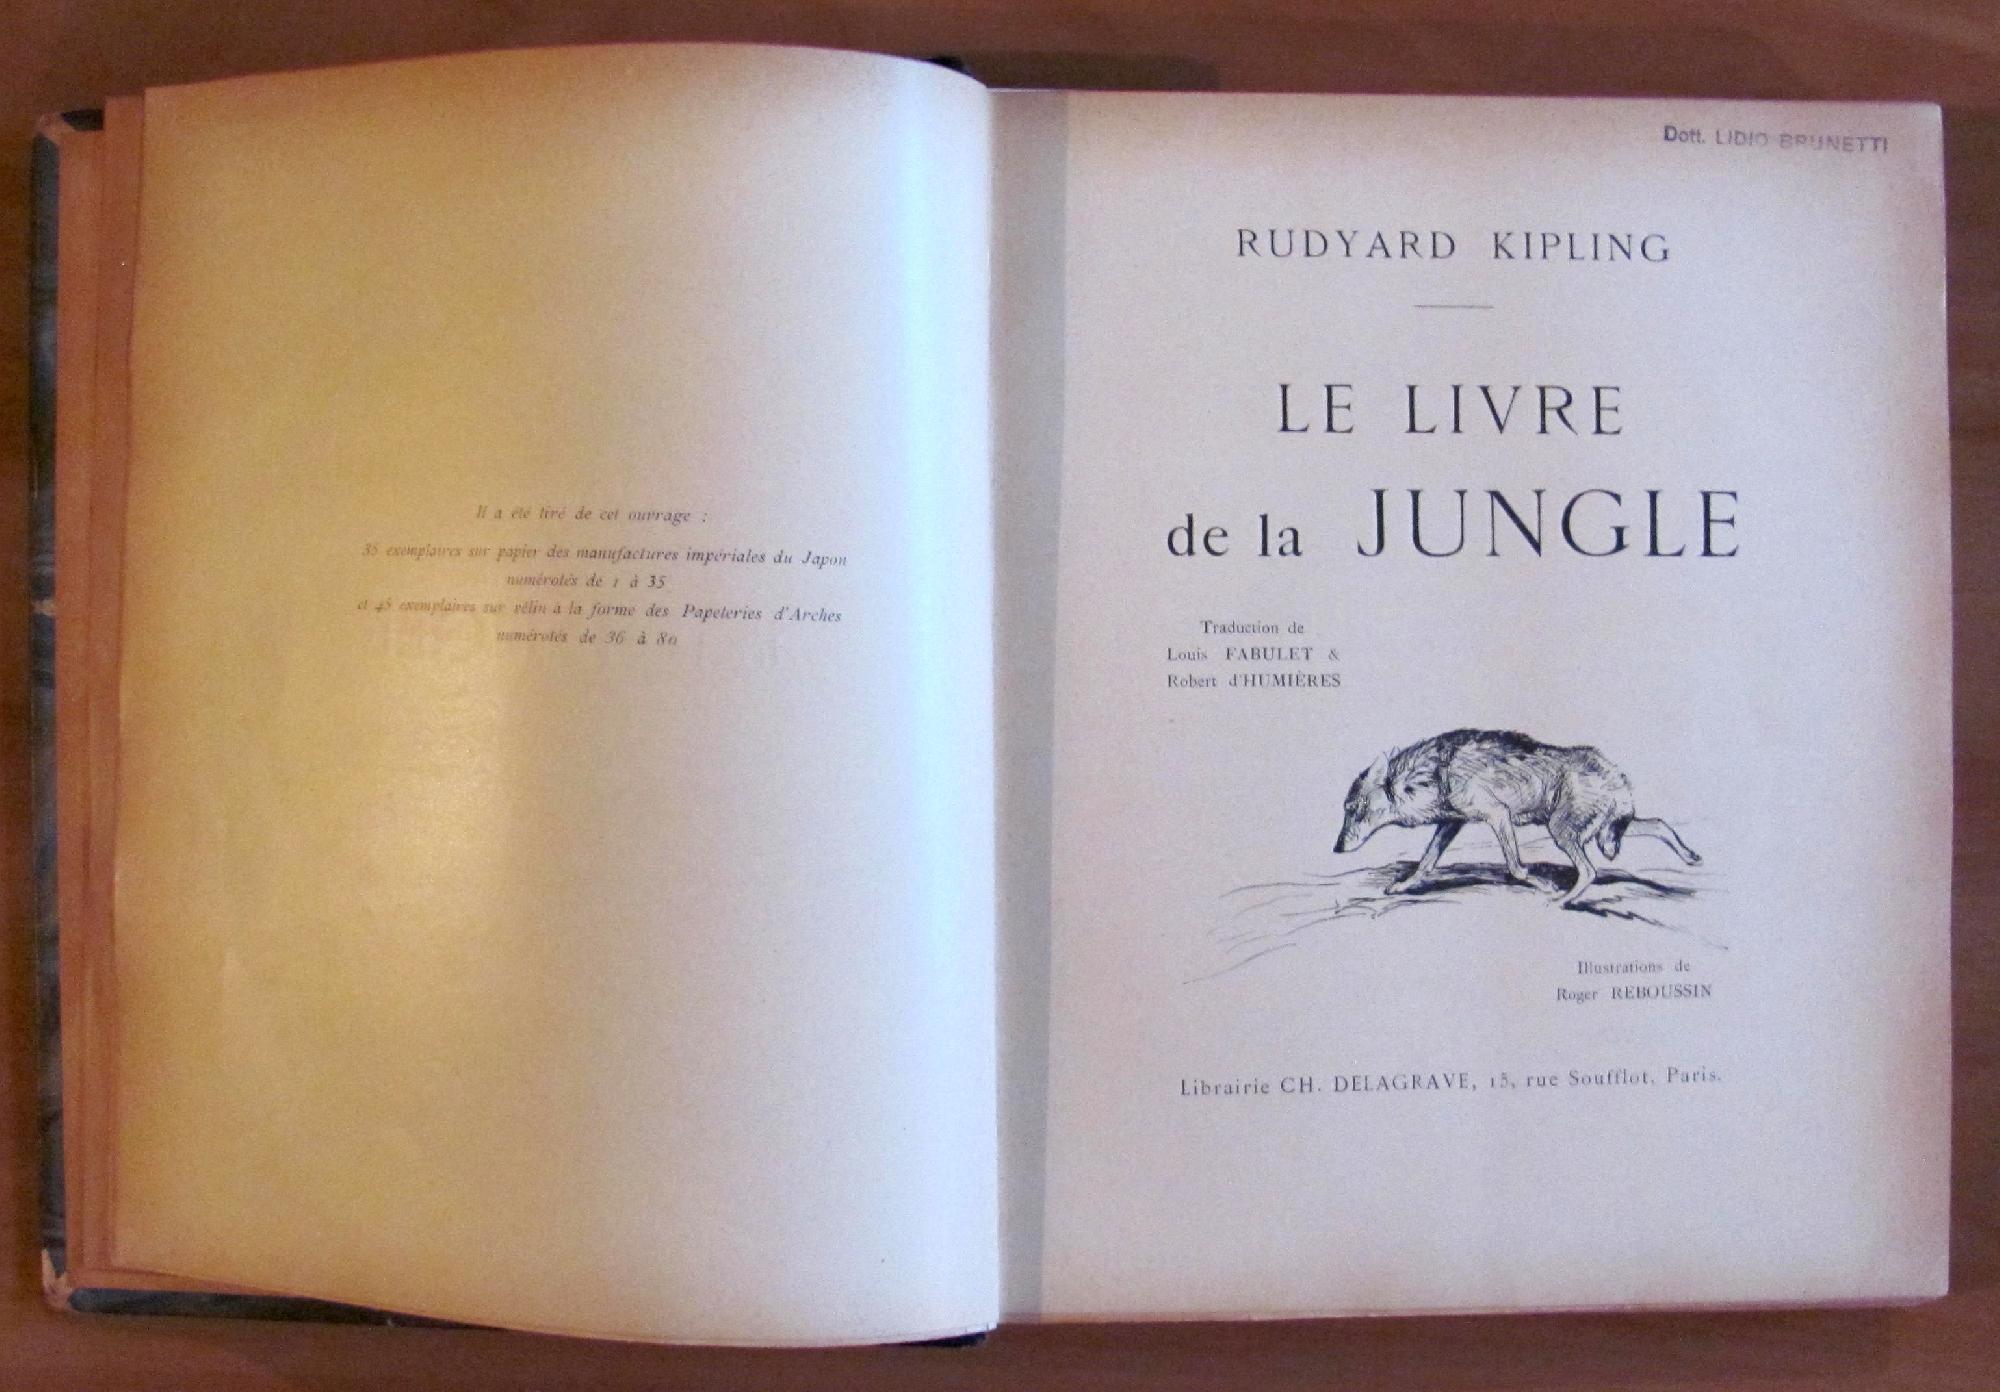 Il a été tiré de cet ouvrage :
35 exemplaires sur papier des manufactures impériales du Japon
numérotés de 1 à 35
et 45 exemplaires sur vélin à la forme des Papeteries d'Arches
numérotés de 36 à 80
Dott. LIDIO BRUNETTI
RUDYARD KIPLING
LE LIVRE
de la JUNGLE
Traduction de
Louis FABULET &
Robert d'HUMIÈRES
Illustrations de
Roger REBOUSSIN
Librairie CH. DELAGRAVE, 15, rue Soufflot, Paris.